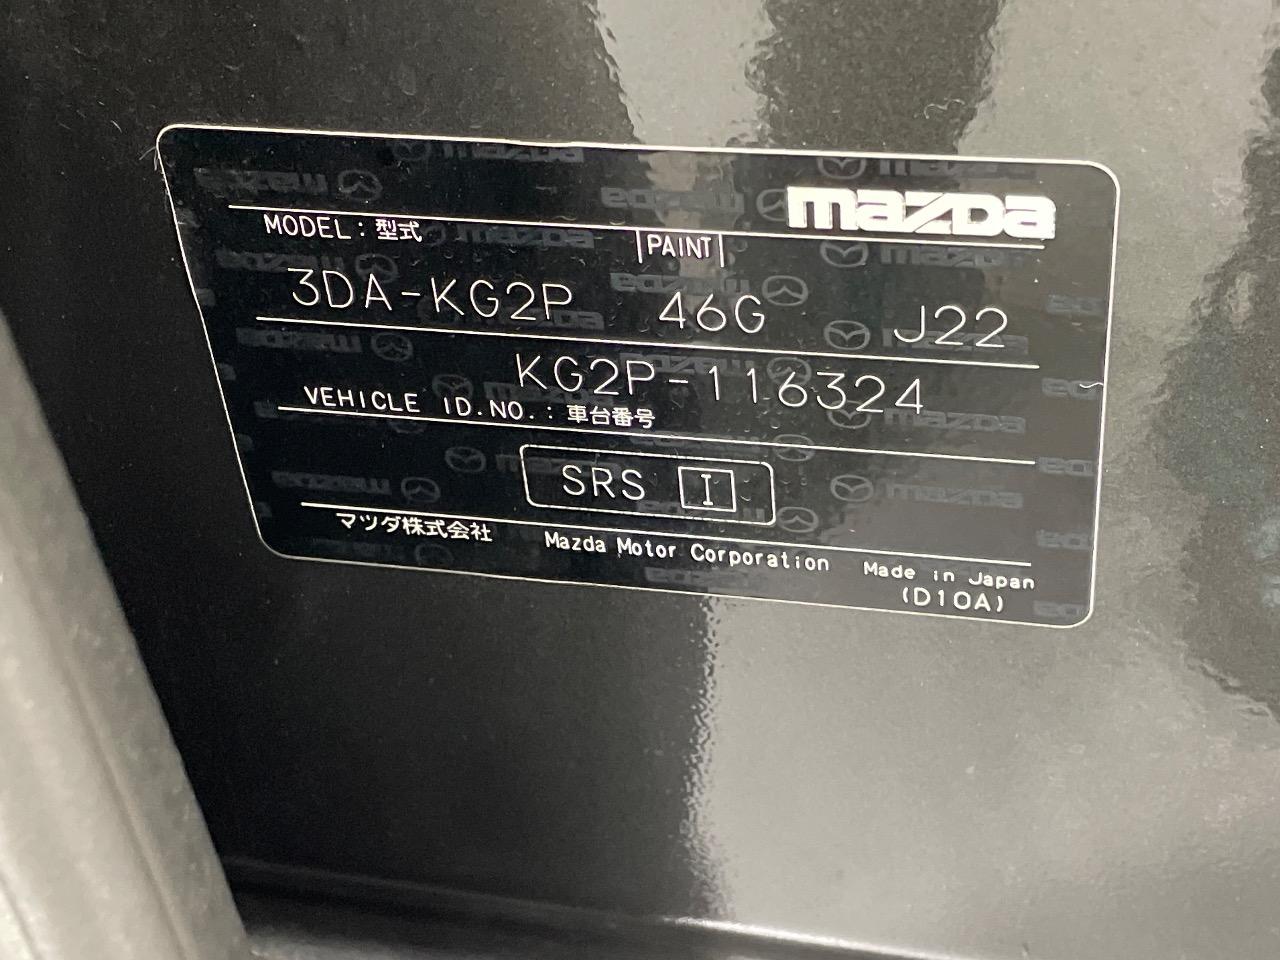 mazda
MODEL : 型式 PAINT
3DA-KG2P 46G J22
KG2P-116324
VEHICLE ID.NO. : 車台番号
SRS I
マツダ株式会社 Mazda Motor Corporation Made in Japan
(D10A)